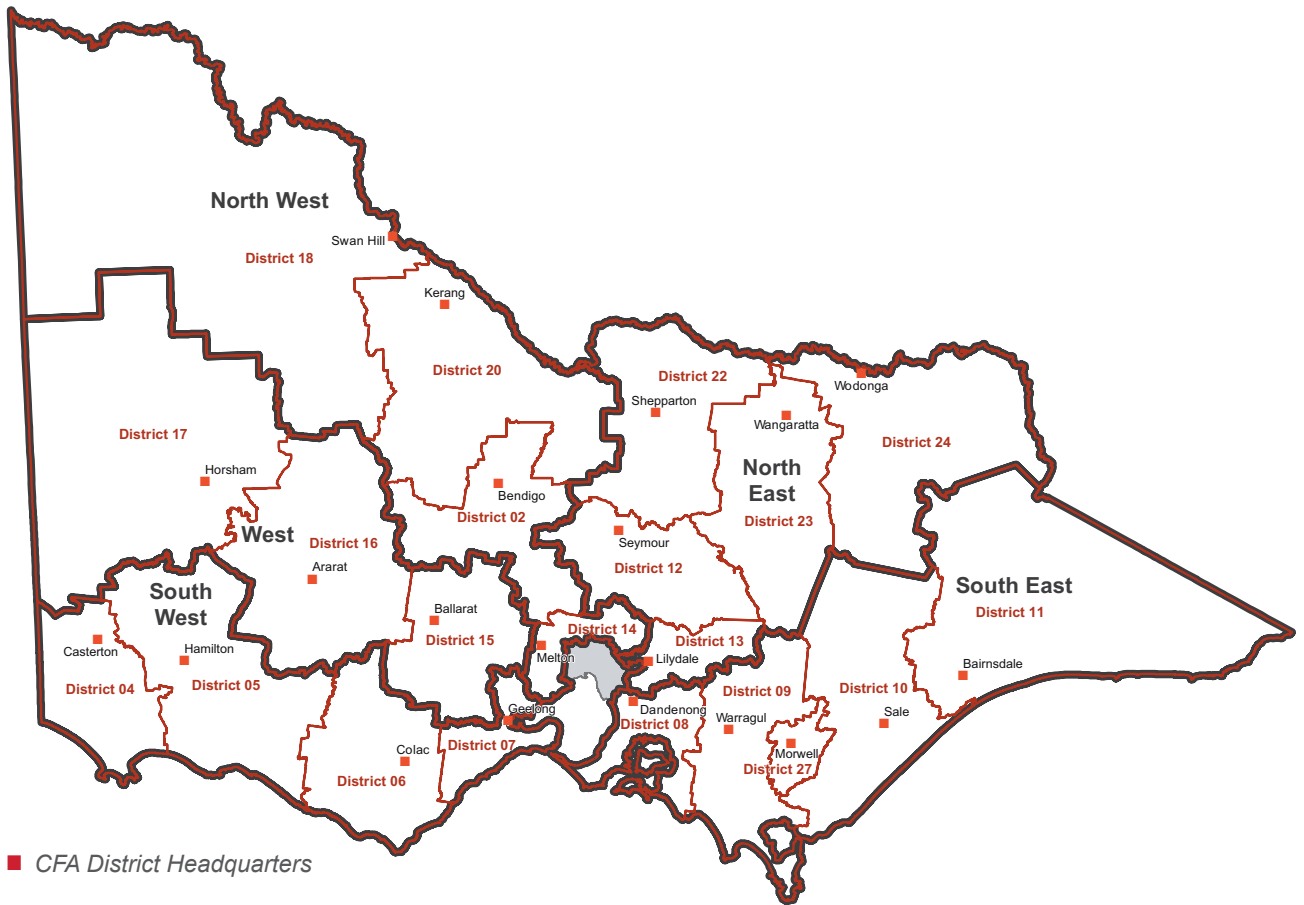 North West
Swan Hill
District 18
Kerang
District 20
District 22
Wodonga
Shepparton
Wangaratta
District 17
District 24
Horsham
North
East
Bendigo
District 02
District 23
West
District 16
Seymour
District 12
Ararat
South
West
South East
District 11
Ballarat
District 15
District 14
District 13
Casterton
Hamilton
Melton
Lilydale
Bairnsdale
District 04
District 05
District 09
District 10
Geelong
Dandenong
District 08
Warragul
Sale
Colac
District 07
Morwell
District 27
District 06
CFA District Headquarters